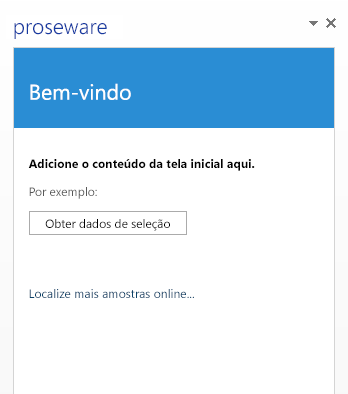 proseware
Bem-vindo
Adicione o conteúdo da tela inicial aqui.
Por exemplo:
Obter dados de seleção
Localize mais amostras online...